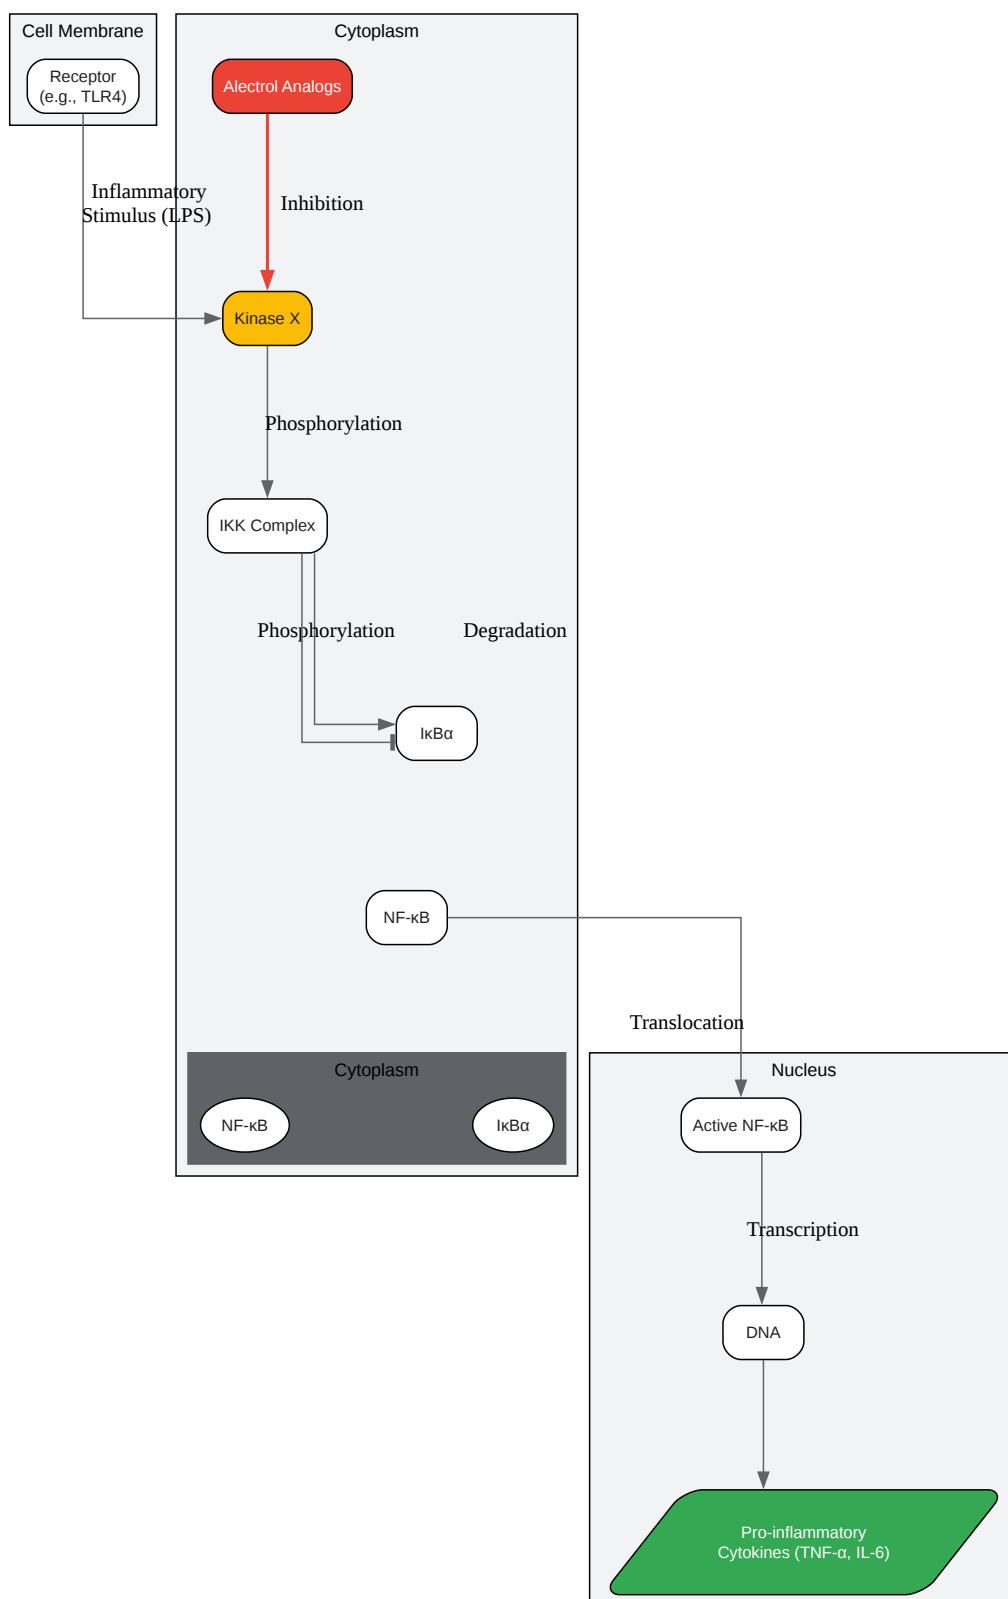 Cell Membrane
Cytoplasm
Receptor
(e.g., TLR4)
Alectrol Analogs
Inflammatory
Stimulus (LPS)
Inhibition
Kinase X
Phosphorylation
IKK Complex
Phosphorylation
Degradation
IκBα
NF-κB
Translocation
Cytoplasm
Nucleus
NF-κB
IκBα
Active NF-κB
Transcription
DNA
Pro-inflammatory
Cytokines (TNF-α, IL-6)